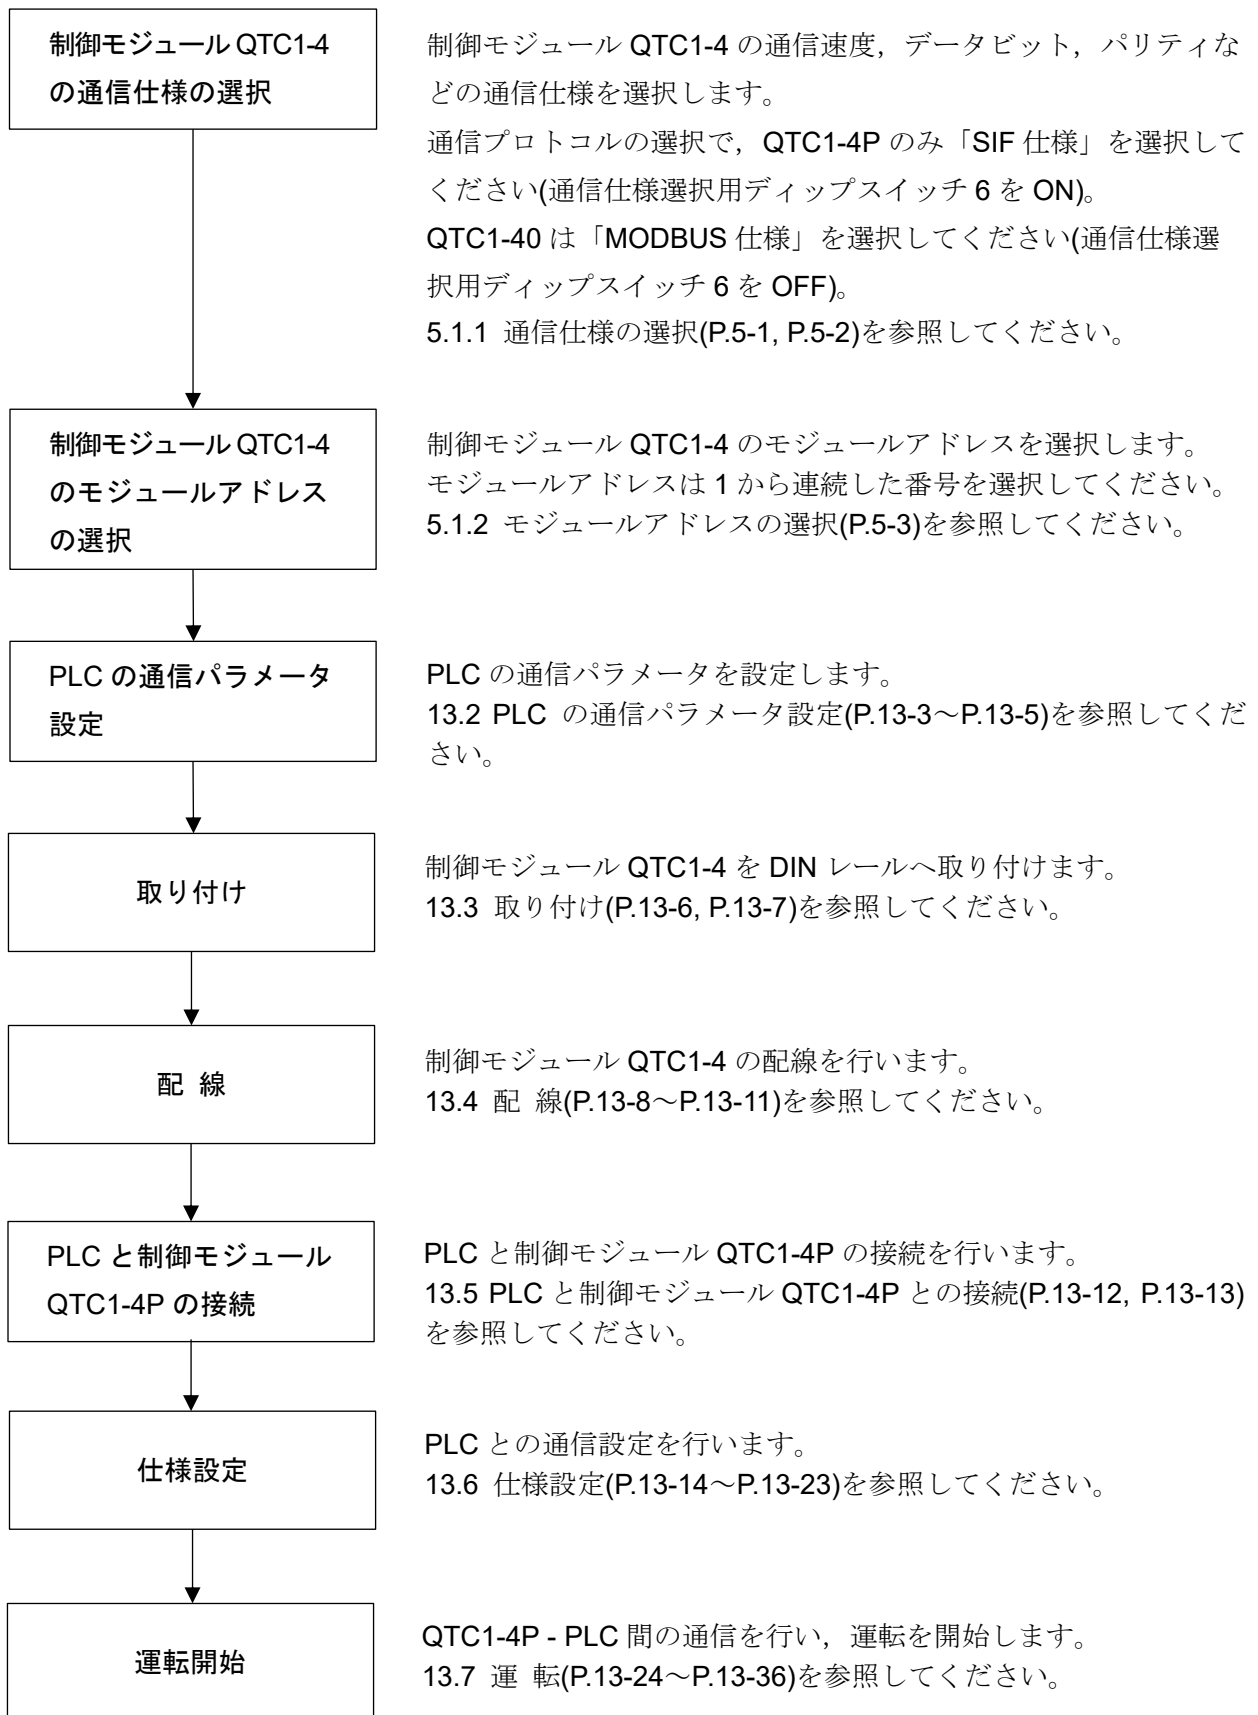 制御モジュール QTC1-4
の通信仕様の選択
制御モジュール QTC1-4 の通信速度，データビット，パリティな
どの通信仕様を選択します。
通信プロトコルの選択で，QTC1-4P のみ「SIF 仕様」を選択して
ください(通信仕様選択用ディップスイッチ 6 を ON)。
QTC1-40 は「MODBUS 仕様」を選択してください(通信仕様選
択用ディップスイッチ 6 を OFF)。
5.1.1 通信仕様の選択(P.5-1, P.5-2)を参照してください。
制御モジュール QTC1-4
のモジュールアドレス
の選択
制御モジュール QTC1-4 のモジュールアドレスを選択します。
モジュールアドレスは 1 から連続した番号を選択してください。
5.1.2 モジュールアドレスの選択(P.5-3)を参照してください。
PLC の通信パラメータ
設定
PLC の通信パラメータを設定します。
13.2 PLC の通信パラメータ設定(P.13-3～P.13-5)を参照してくだ
さい。
取り付け
制御モジュール QTC1-4 を DIN レールへ取り付けます。
13.3 取り付け(P.13-6, P.13-7)を参照してください。
配 線
制御モジュール QTC1-4 の配線を行います。
13.4 配 線(P.13-8～P.13-11)を参照してください。
PLC と制御モジュール
QTC1-4P の接続
PLC と制御モジュール QTC1-4P の接続を行います。
13.5 PLC と制御モジュール QTC1-4P との接続(P.13-12, P.13-13)
を参照してください。
仕様設定
PLC との通信設定を行います。
13.6 仕様設定(P.13-14～P.13-23)を参照してください。
運転開始
QTC1-4P - PLC 間の通信を行い，運転を開始します。
13.7 運 転(P.13-24～P.13-36)を参照してください。